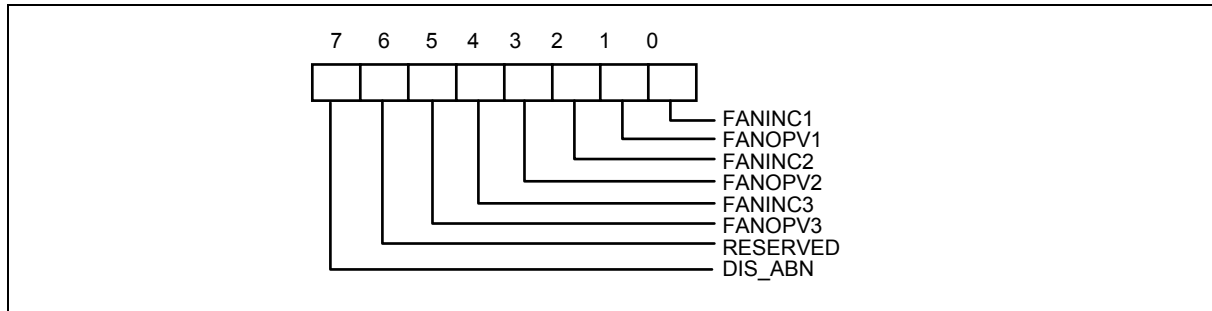 7 6 5 4 3 2 1 0
FANINC1
FANOPV1
FANINC2
FANOPV2
FANINC3
FANOPV3
RESERVED
DIS_ABN